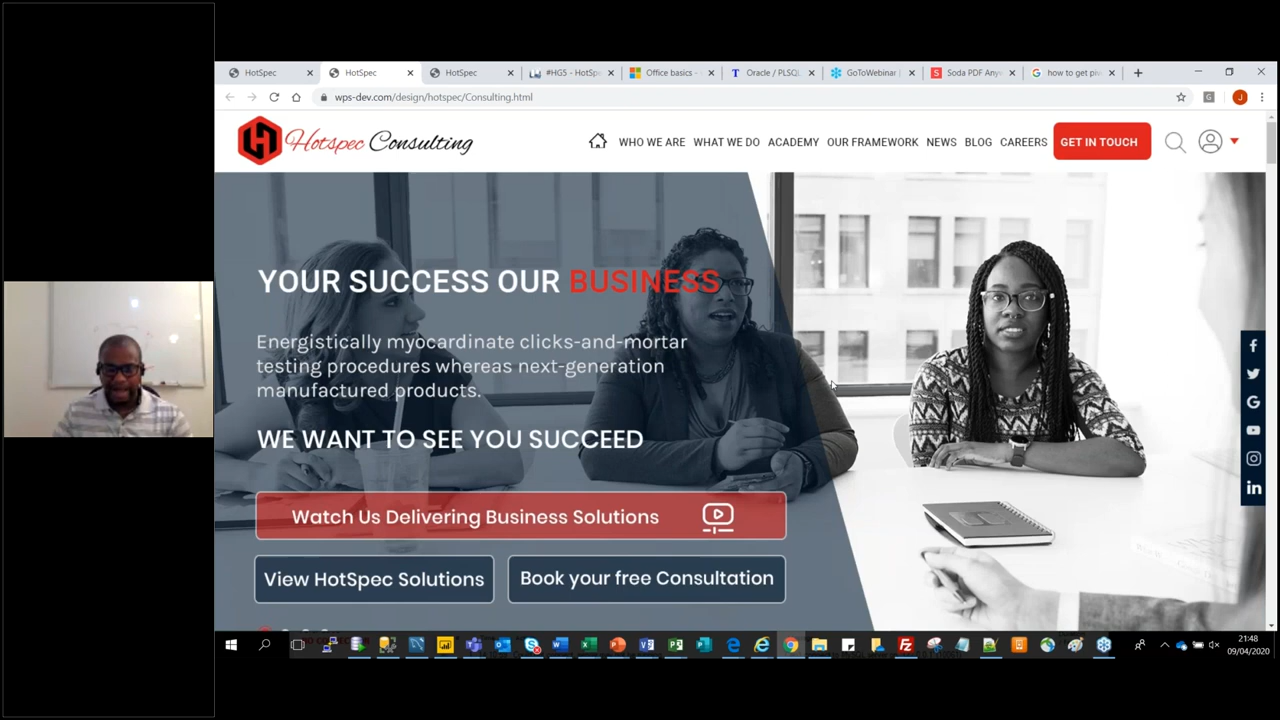 HotSpec
HotSpec
HotSpec
#HG5 - HotSp
Office basics -
Oracle / PLSQL
GoToWebinar
Soda PDF Any
how to get pi
wps-dev.com/design/hotspec/Consulting.html
G
J
Hotspec Consulting
WHO WE ARE WHAT WE DO ACADEMY OUR FRAMEWORK NEWS BLOG CAREERS GET IN TOUCH
YOUR SUCCESS OUR BUSINESS
Energistically myocardinate clicks-and-mortar
testing procedures whereas next-generation
manufactured products.
WE WANT TO SEE YOU SUCCEED
Watch Us Delivering Business Solutions
View HotSpec Solutions
Book your free Consultation
21:48
09/04/2020